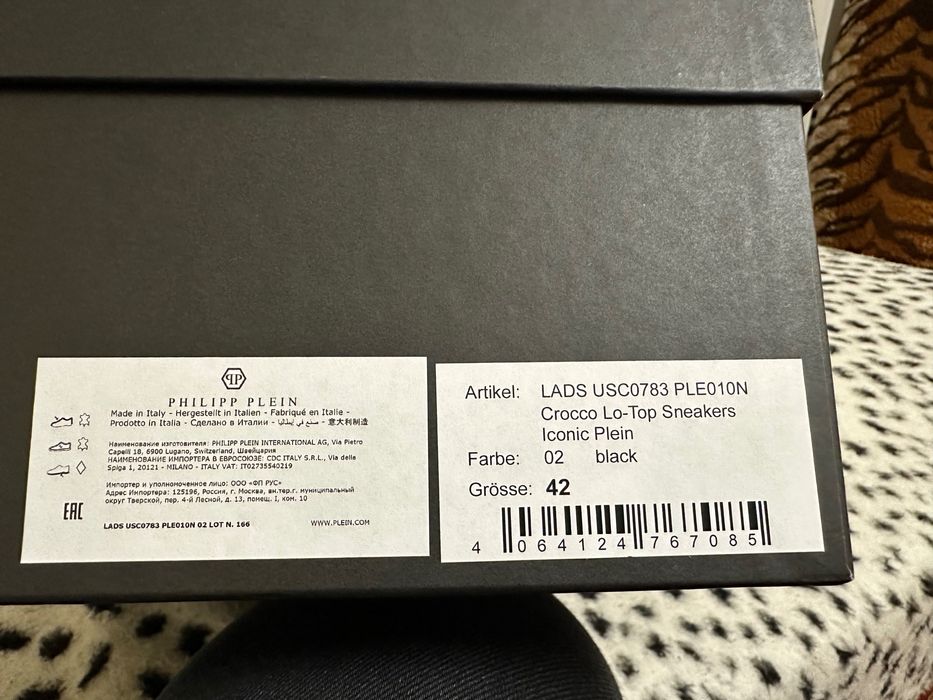 PHILIPP PLEIN
Made in Italy - Hergestellt in Italien - Fabriqué en Italie -
Prodotto in Italia - Сделано в Италии - صنع في إيطاليا - 意大利制造
Наименование изготовителя: PHILIPP PLEIN INTERNATIONAL AG, Via Pietro
Capelli 18, 6900 Lugano, Switzerland, Швейцария
НАИМЕНОВАНИЕ ИМПОРТЕРА В ЕВРОСОЮЗЕ: CDC ITALY S.R.L., Via della
Spiga 1, 20121 - MILANO - ITALY VAT: IT02735540219
Импортер и уполномоченное лицо: ООО «ФП РУС»
Адрес Импортера: 125196, Россия, г. Москва, вн.тер.г. муниципальный
округ Тверской, пер. 4-й Лесной, д. 13, помещ. I, ком. 10
EAC
LADS USC0783 PLE010N 02 LOT N. 166 WWW.PLEIN.COM
Artikel: LADS USC0783 PLE010N
Crocco Lo-Top Sneakers
Iconic Plein
Farbe: 02 black
Grösse: 42
4 064124 767085